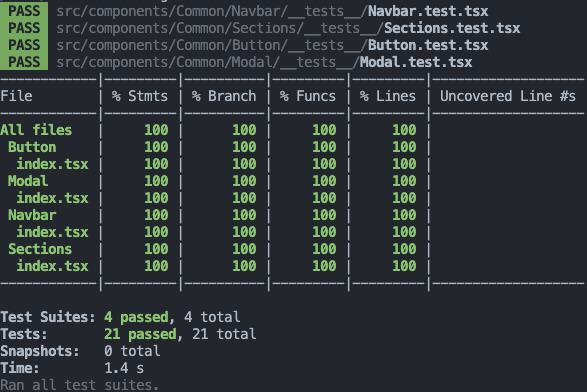 PASS src/components/Common/Navbar/__tests__/Navbar.test.tsx
PASS src/components/Common/Sections/__tests__/Sections.test.tsx
PASS src/components/Common/Button/__tests__/Button.test.tsx
PASS src/components/Common/Modal/__tests__/Modal.test.tsx
------------|---------|----------|---------|---------|-------------------
File        | % Stmts | % Branch | % Funcs | % Lines | Uncovered Line #s
------------|---------|----------|---------|---------|-------------------
All files   |     100 |      100 |     100 |     100 |
 Button     |     100 |      100 |     100 |     100 |
  index.tsx |     100 |      100 |     100 |     100 |
 Modal      |     100 |      100 |     100 |     100 |
  index.tsx |     100 |      100 |     100 |     100 |
 Navbar     |     100 |      100 |     100 |     100 |
  index.tsx |     100 |      100 |     100 |     100 |
 Sections   |     100 |      100 |     100 |     100 |
  index.tsx |     100 |      100 |     100 |     100 |
------------|---------|----------|---------|---------|-------------------
Test Suites: 4 passed, 4 total
Tests:       21 passed, 21 total
Snapshots:   0 total
Time:        1.4 s
Ran all test suites.